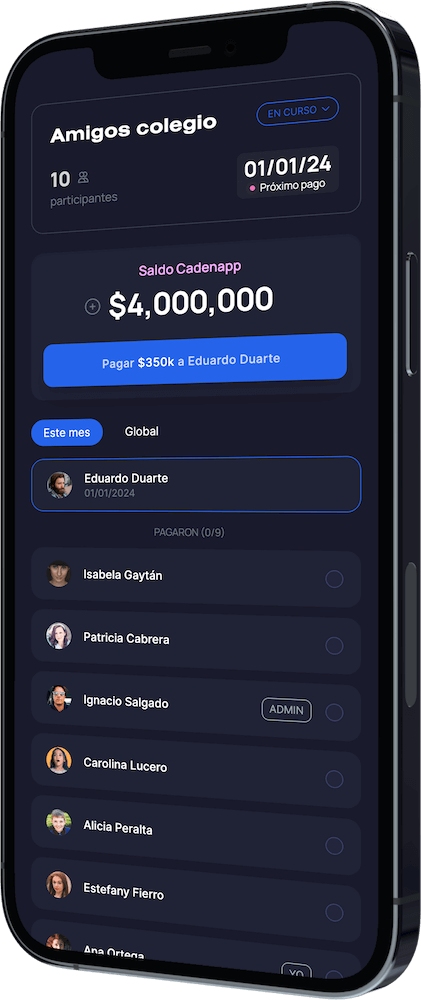 Amigos colegio
EN CURSO
10
participantes
01/01/24
Próximo pago
Saldo Cadenapp
$4,000,000
Pagar $350k a Eduardo Duarte
Este mes
Global
Eduardo Duarte
01/01/2024
PAGARON (0/9)
Isabela Gaytán
Patricia Cabrera
Ignacio Salgado
ADMIN
Carolina Lucero
Alicia Peralta
Estefany Fierro
Ana Ortega
YO